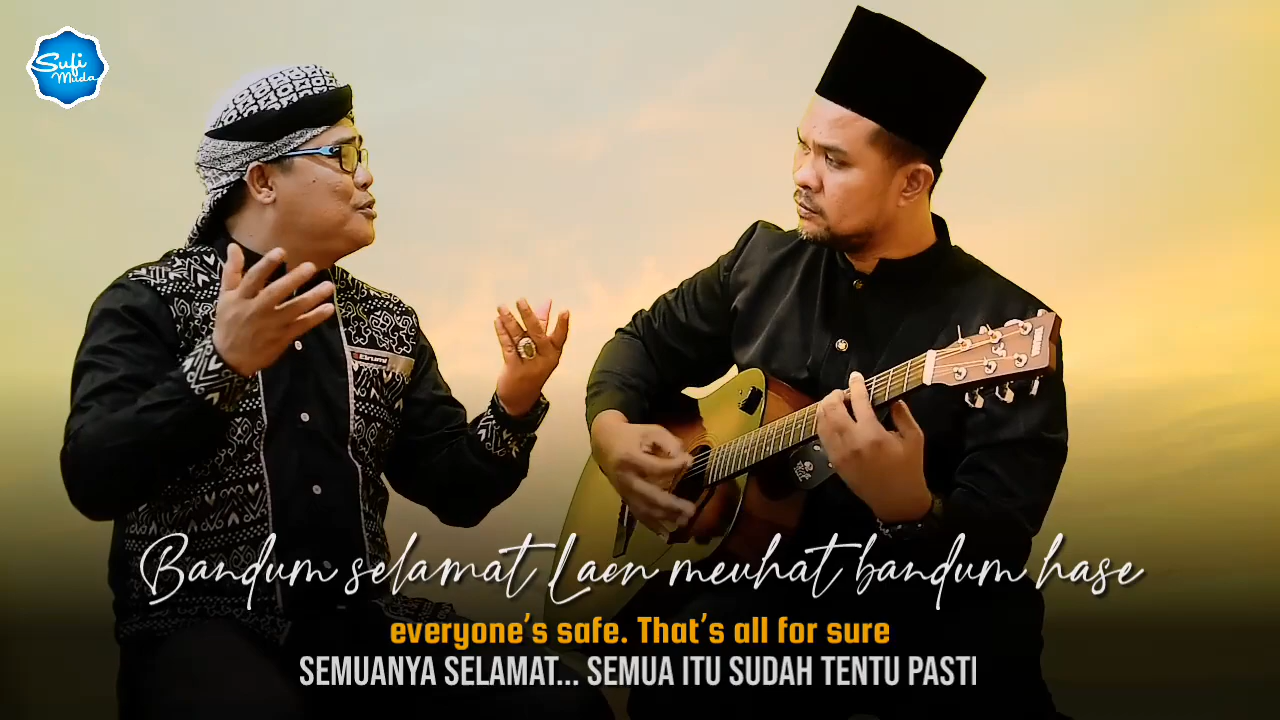 Sufi
Muda
Bandum selamat Laen meuhat bandum hase
everyone's safe. That's all for sure
SEMUANYA SELAMAT... SEMUA ITU SUDAH TENTU PASTI